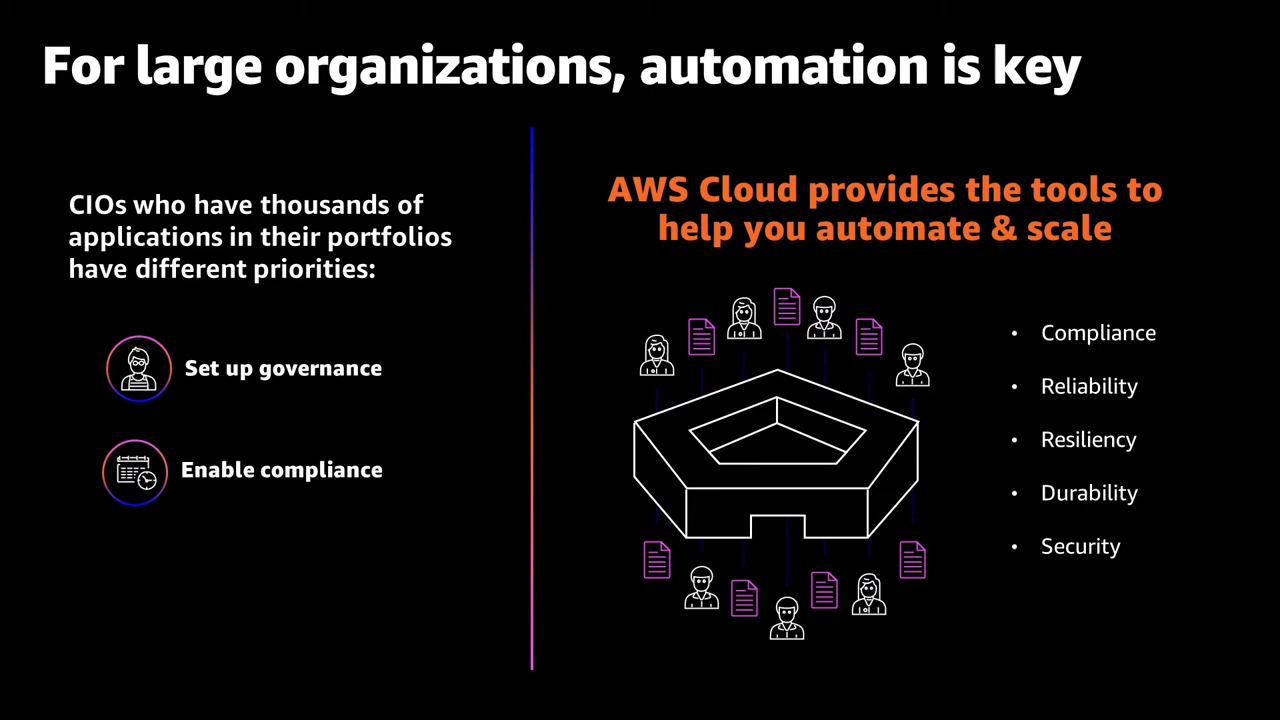 For large organizations, automation is key
CIOs who have thousands of
applications in their portfolios
have different priorities:
Set up governance
Enable compliance
AWS Cloud provides the tools to
help you automate & scale
• Compliance
• Reliability
• Resiliency
• Durability
• Security